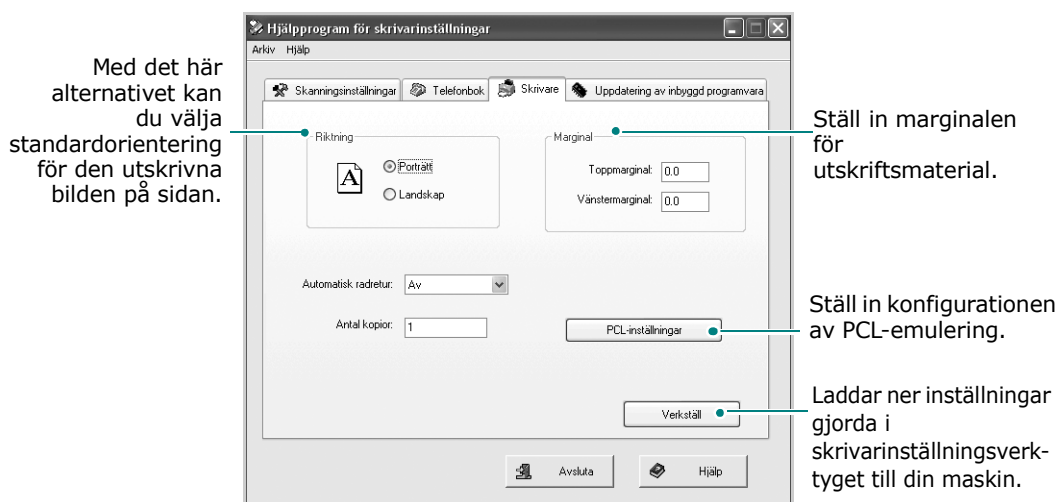 Hjälpprogram för skrivarinställningar
Arkiv Hjälp
Skanningsinställningar Telefonbok Skrivare Uppdatering av inbyggd programvara
Med det här
alternativet kan
du välja
standardorientering
för den utskrivna
bilden på sidan.
Riktning
A
Porträtt
Landskap
Marginal
Toppmarginal: 0.0
Vänstermarginal: 0.0
Ställ in marginalen
för
utskriftsmaterial.
Automatisk radretur: Av
Antal kopior: 1
PCL-inställningar
Ställ in konfigurationen
av PCL-emulering.
Verkställ
Laddar ner inställningar
gjorda i
skrivarinställningsverk-
tyget till din maskin.
Avsluta Hjälp